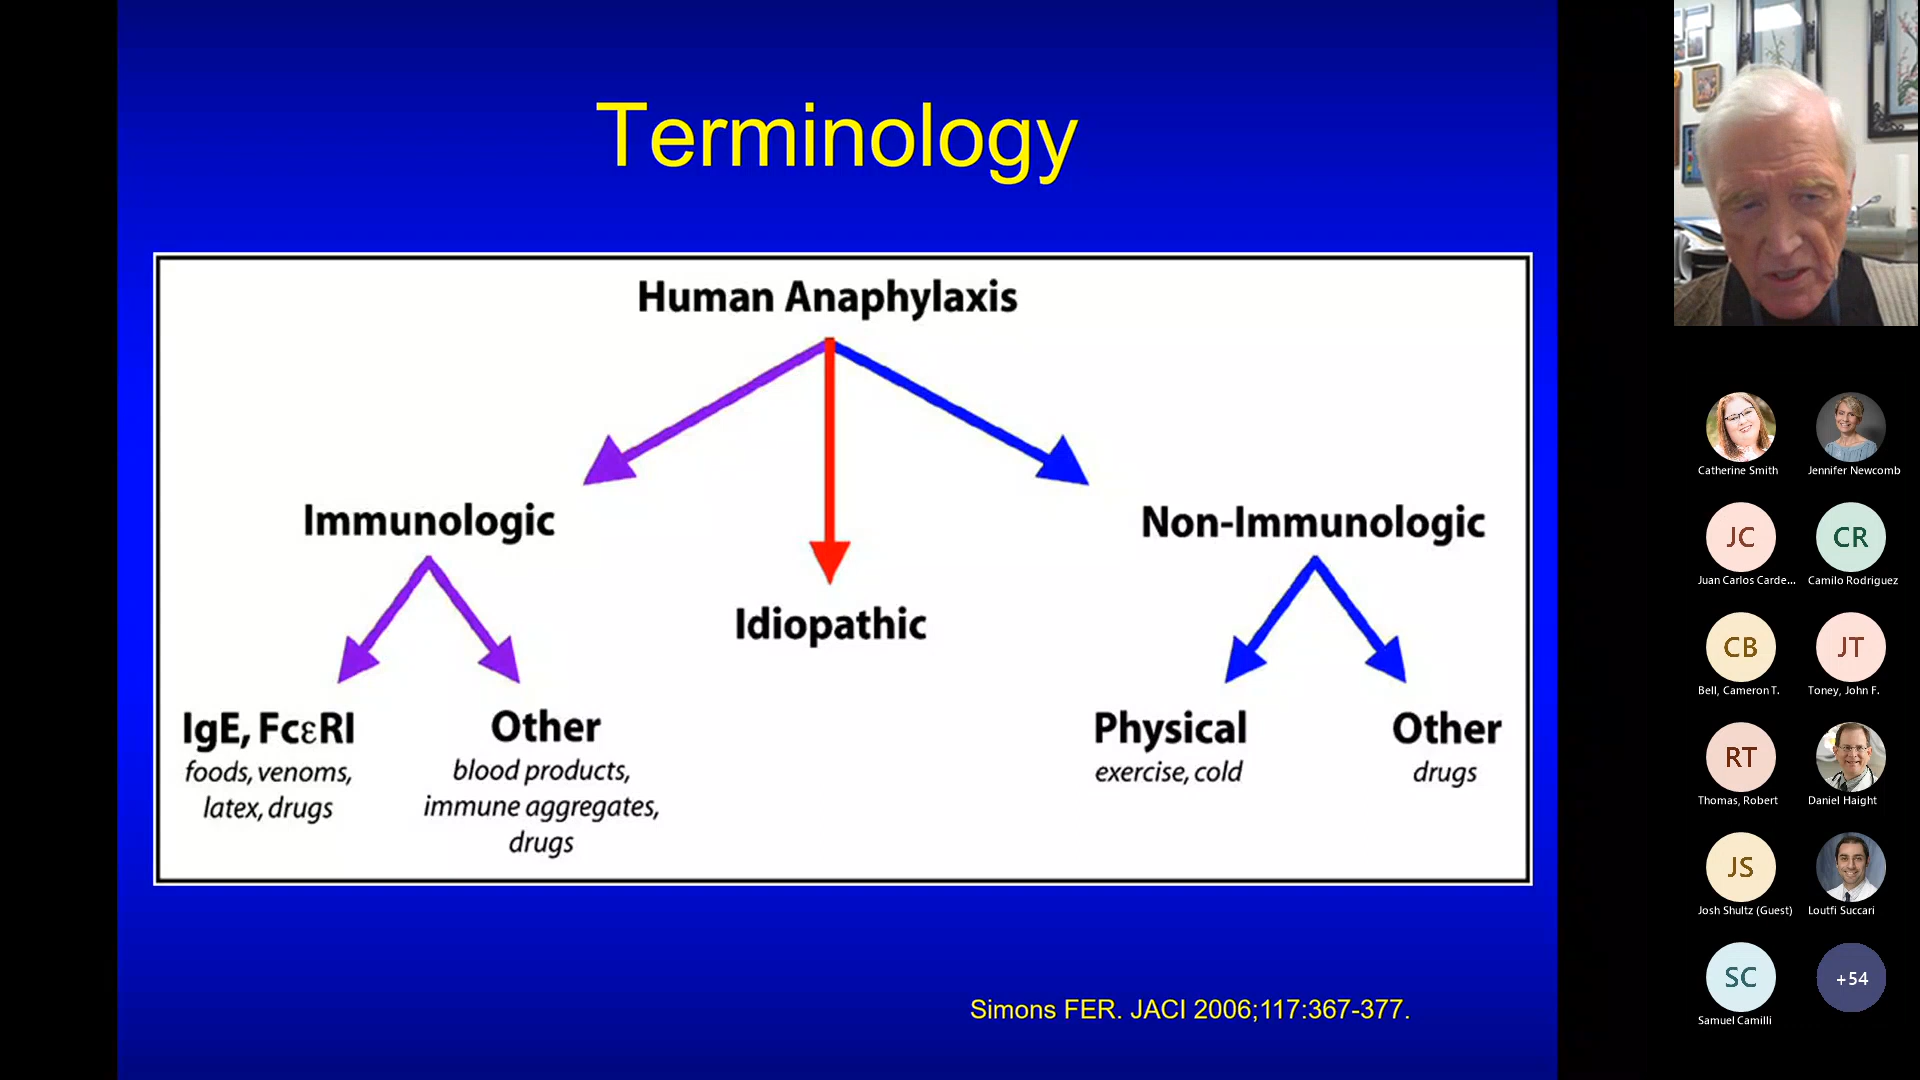 Terminology
Human Anaphylaxis
Immunologic
Non-Immunologic
Idiopathic
IgE, FcεRI
foods, venoms,
latex, drugs
Other
blood products,
immune aggregates,
drugs
Physical
exercise, cold
Other
drugs
Simons FER. JACI 2006;117:367-377.
Catherine Smith
Jennifer Newcomb
JC
Juan Carlos Carde...
CR
Camilo Rodriguez
CB
Bell, Cameron T.
JT
Toney, John F.
RT
Thomas, Robert
Daniel Haight
JS
Josh Shultz (Guest)
Loutfi Succari
SC
Samuel Camilli
+54